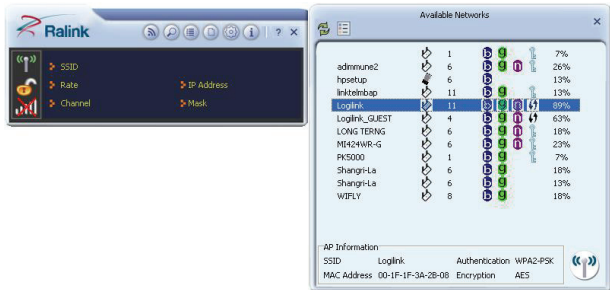 Ralink
? ×
SSID
Rate
IP Address
Channel
Mask
Available Networks ×
1 b g 7%
adimmune2 6 b g n 26%
hpsetup 6 b 13%
linktelmbap 11 b g 13%
Logilink 11 b g n 89%
Logilink_GUEST 4 b g n 63%
LONG TERNG 6 b g n 18%
MI424WR-G 6 b g n 23%
PK5000 1 b g 7%
Shangri-La 6 b g 18%
Shangri-La 6 b g 13%
WIFLY 8 b g 18%
AP Information
SSID Logilink Authentication WPA2-PSK
MAC Address 00-1F-1F-3A-2B-08 Encryption AES